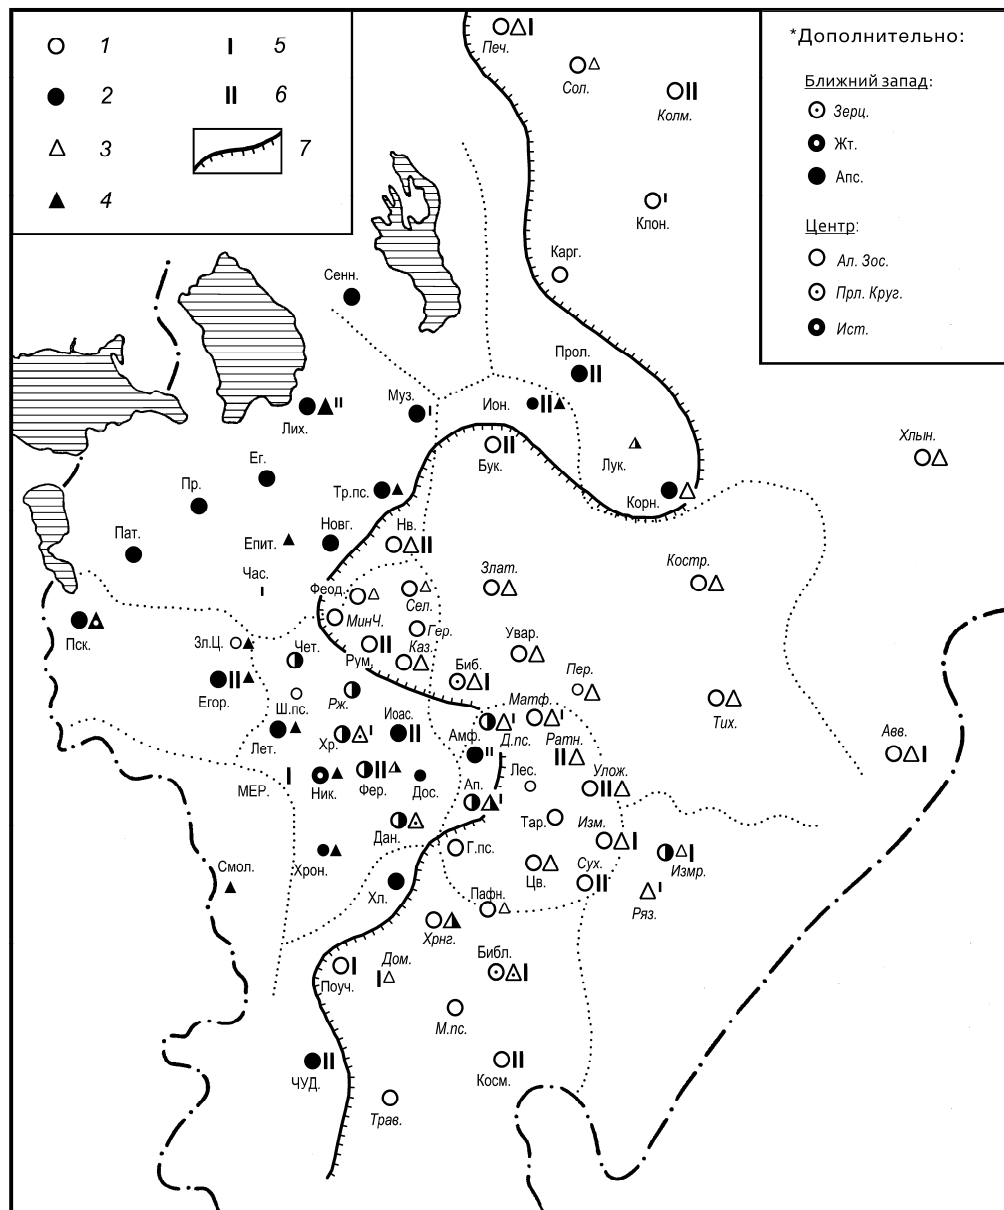 1
5
2
6
3
7
4
*Дополнительно:
Ближний запад:
Зерц.
Жт.
Апс.
Центр:
Ал. Зос.
Прл. Круг.
Ист.
Печ.
Сол.
Колм.
Клон.
Карг.
Сенн.
Прол.
Лих.
Муз.
Ион.
Бук.
Лук.
Хлын.
Корн.
Ег.
Пр.
Тр.пс.
Пат.
Епит.
Новг.
Нв.
Час.
Феод.
Сел.
Злат.
Костр.
Пск.
МинЧ.
Гер.
Зл.Ц.
Чет.
Рум.
Каз.
Увар.
Егор.
Ш.пс.
Рж.
Биб.
Пер.
Тих.
Лет.
Хр.
Иоас.
Амф.
Д.пс.
Матф.
Ратн.
Авв.
МЕР.
Ник.
Фер.
Дос.
Ап.
Лес.
Улож.
Дан.
Тар.
Изм.
Хрон.
Г.пс.
Смол.
Хл.
Цв.
Сух.
Измр.
Ряз.
Пафн.
Хрнг.
Поуч.
Дом.
Библ.
М.пс.
ЧУД.
Косм.
Трав.